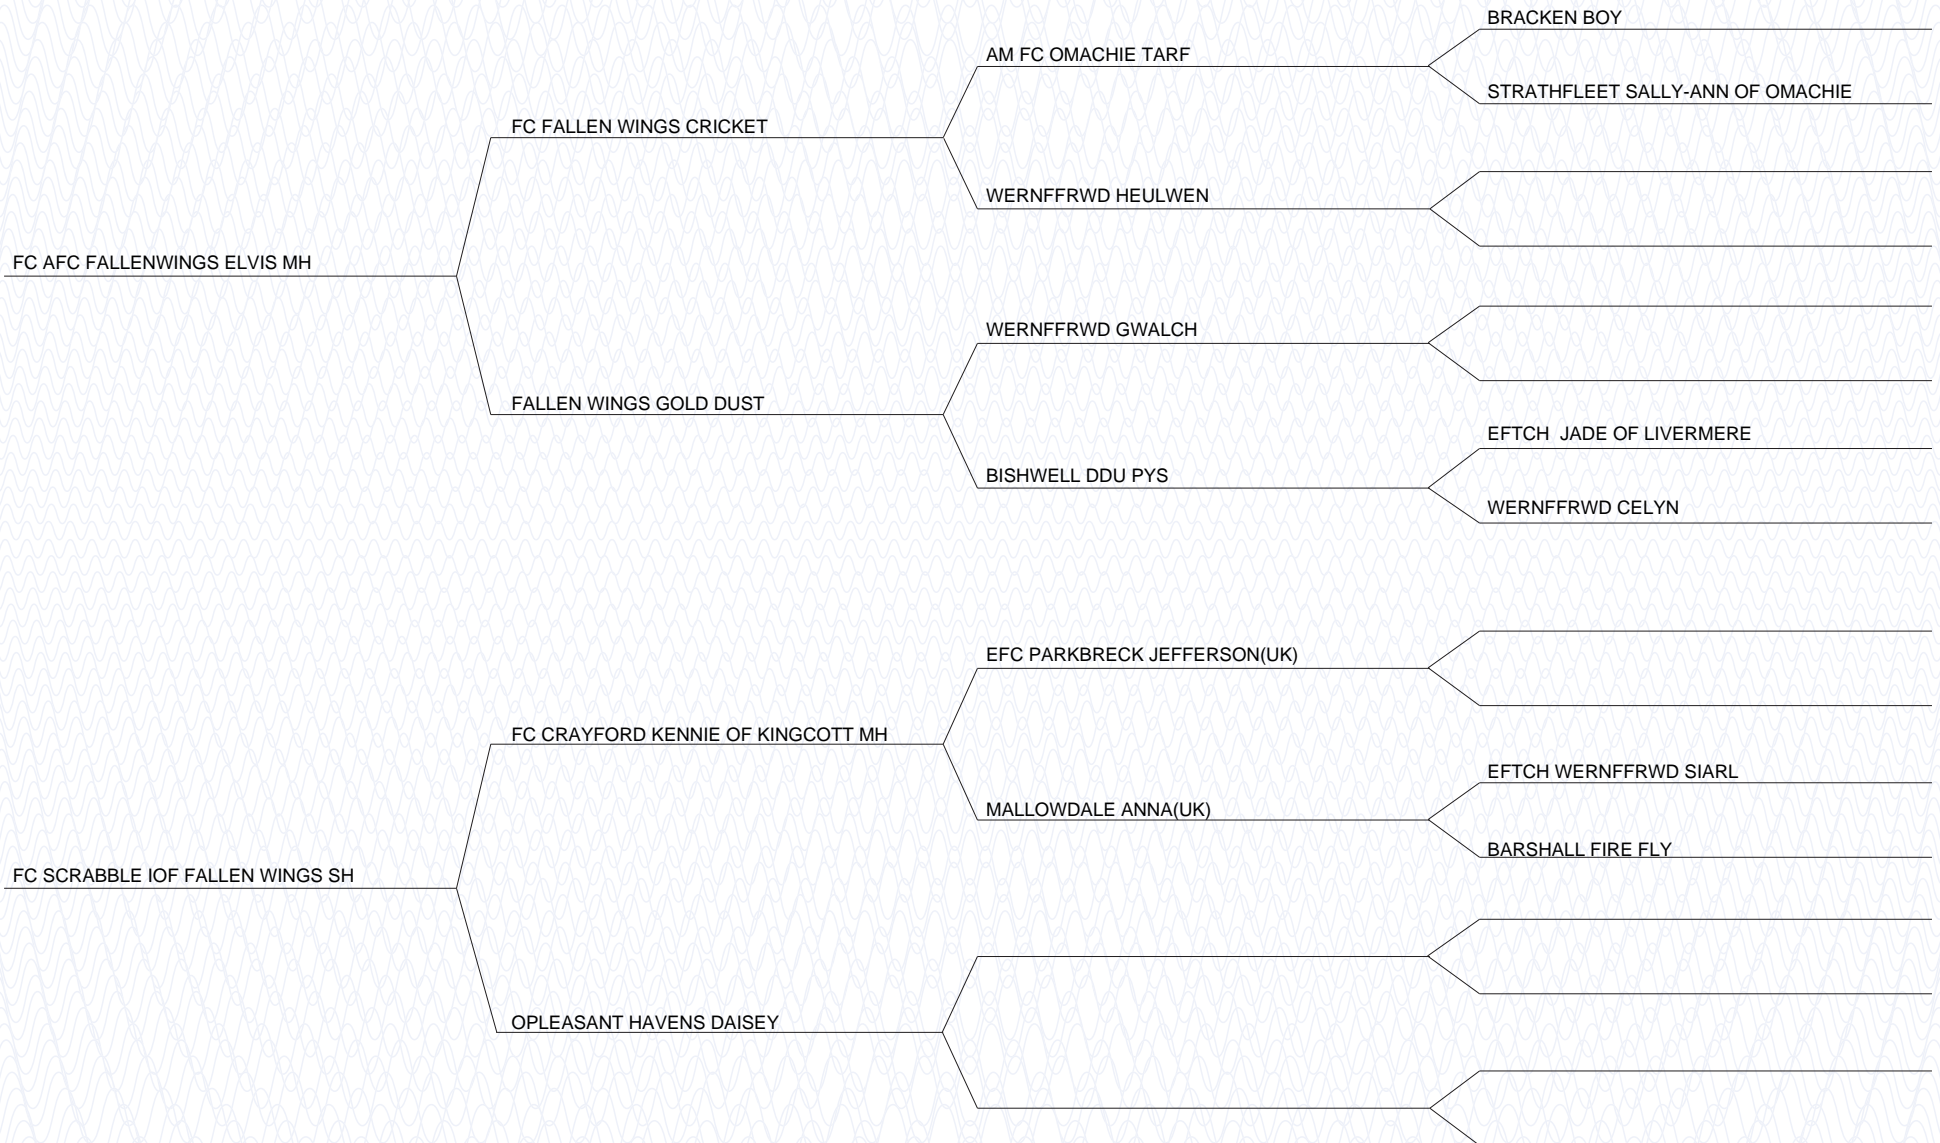 BRACKEN BOY
AM FC OMACHIE TARF
STRATHFLEET SALLY-ANN OF OMACHIE
FC FALLEN WINGS CRICKET
WERNFFRWD HEULWEN
FC AFC FALLENWINGS ELVIS MH
WERNFFRWD GWALCH
FALLEN WINGS GOLD DUST
EFTCH  JADE OF LIVERMERE
BISHWELL DDU PYS
WERNFFRWD CELYN
EFC PARKBRECK JEFFERSON(UK)
FC CRAYFORD KENNIE OF KINGCOTT MH
EFTCH WERNFFRWD SIARL
MALLOWDALE ANNA(UK)
BARSHALL FIRE FLY
FC SCRABBLE IOF FALLEN WINGS SH
OPLEASANT HAVENS DAISEY